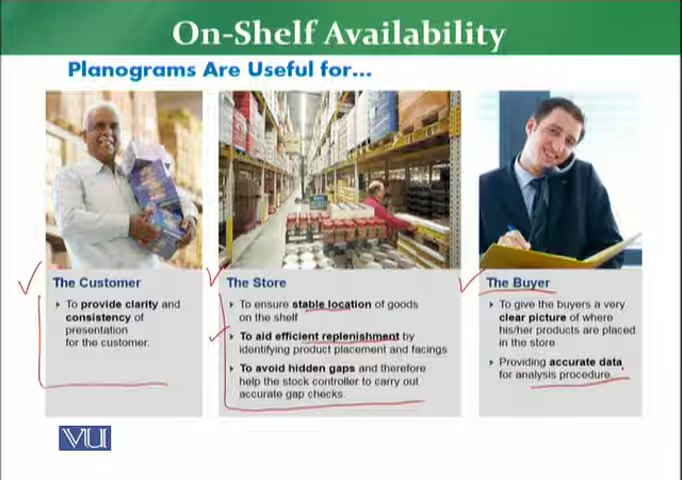 On-Shelf Availability
Planograms Are Useful for...
The Customer
▸ To provide clarity and
consistency of
presentation
for the customer.
The Store
▸ To ensure stable location of goods
on the shelf
▸ To aid efficient replenishment by
identifying product placement and facings
▸ To avoid hidden gaps and therefore
help the stock controller to carry out
accurate gap checks.
The Buyer
▸ To give the buyers a very
clear picture of where
his/her products are placed
in the store
▸ Providing accurate data
for analysis procedure.
VU